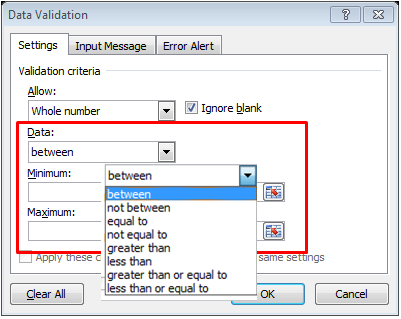 Data Validation
Settings
Input Message
Error Alert
Validation criteria
Allow:
Whole number
Ignore blank
Data:
between
Minimum:
between
between
not between
equal to
not equal to
greater than
less than
greater than or equal to
less than or equal to
Maximum:
Apply these c
same settings
Clear All
OK
Cancel